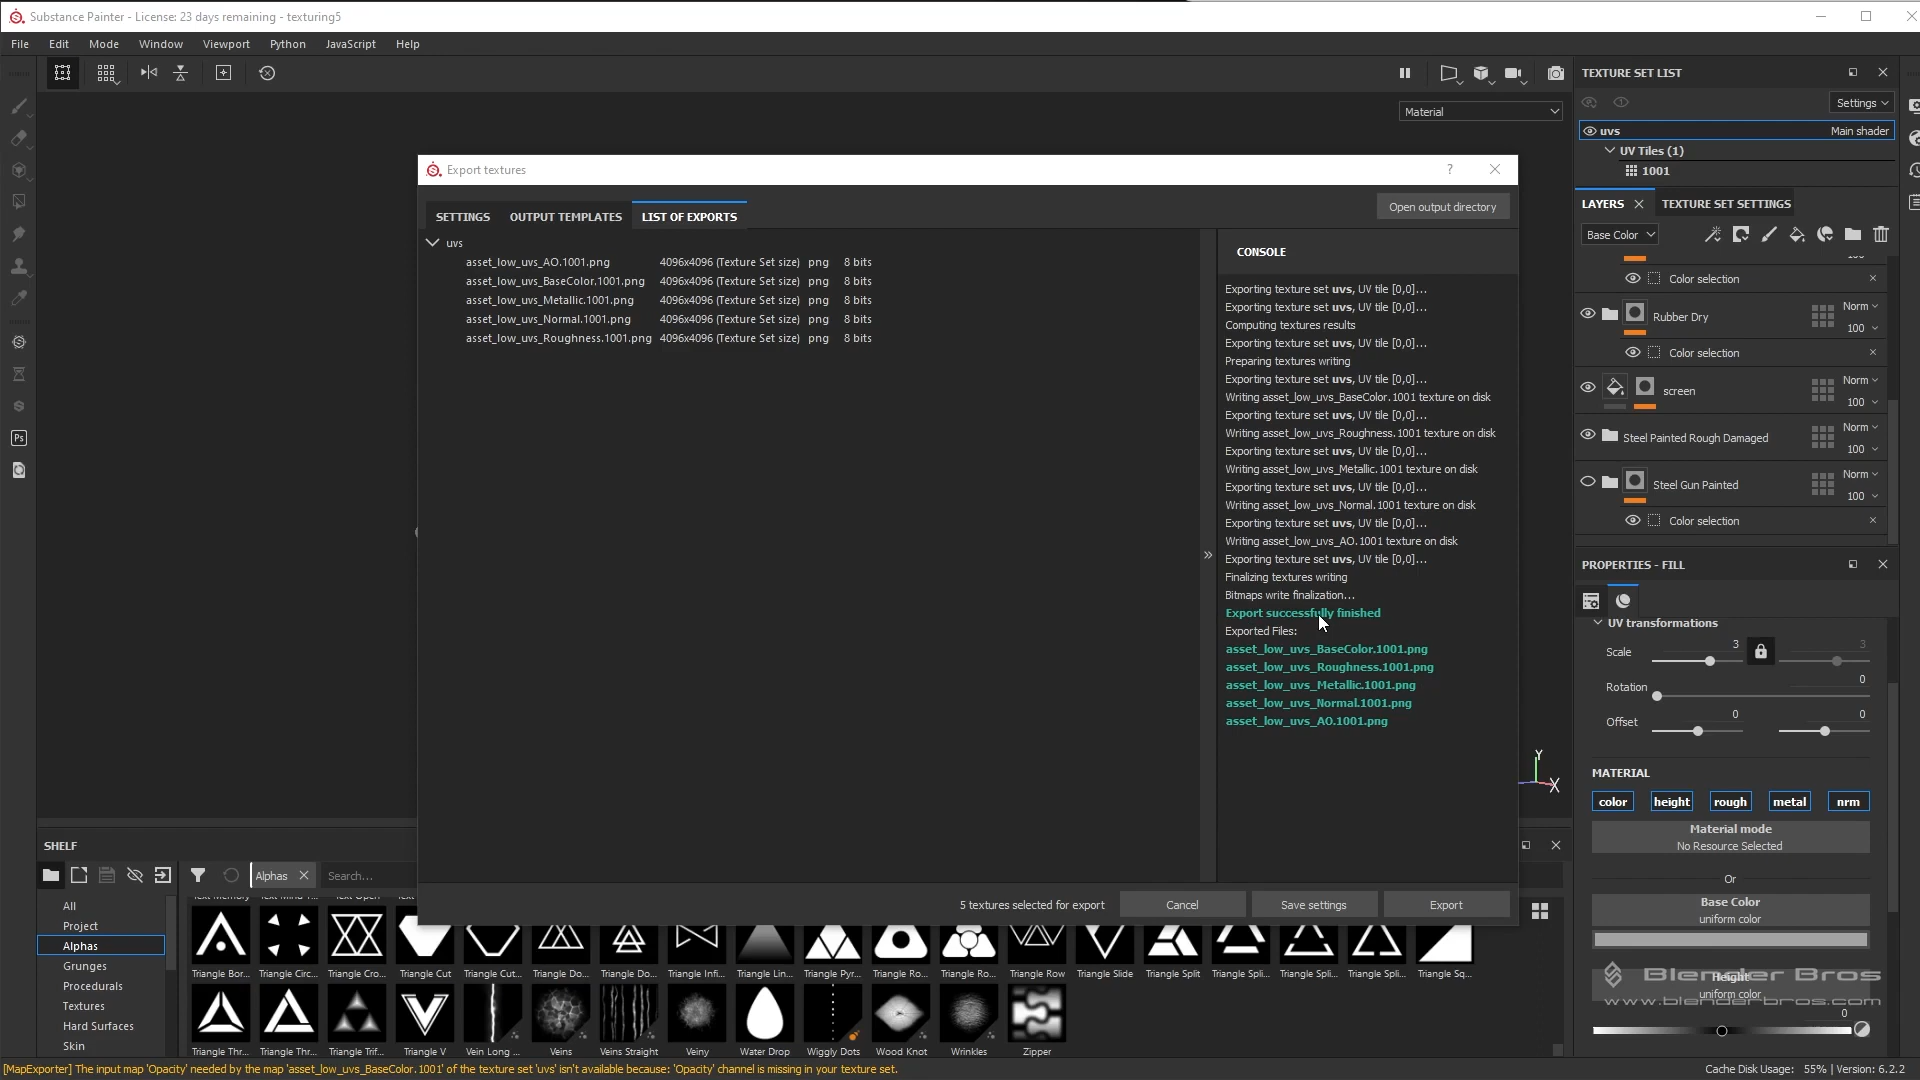 Substance Painter - License: 23 days remaining - texturing5
File Edit Mode Window Viewport Python JavaScript Help
Material
TEXTURE SET LIST
Settings
uvs Main shader
UV Tiles (1)
1001
LAYERS TEXTURE SET SETTINGS
Base Color
Color selection
Rubber Dry Norm
100
Color selection
screen Norm
100
Steel Painted Rough Damaged Norm
100
Steel Gun Painted Norm
100
Color selection
PROPERTIES - FILL
UV transformations
Scale 3 3
Rotation 0
Offset 0 0
MATERIAL
color height rough metal nrm
Material mode
No Resource Selected
Or
Base Color
uniform color
Height
uniform color
0
Blender Bros
www.blenderbros.com
Export textures ?
SETTINGS OUTPUT TEMPLATES LIST OF EXPORTS Open output directory
uvs
asset_low_uvs_AO.1001.png 4096x4096 (Texture Set size) png 8 bits
asset_low_uvs_BaseColor.1001.png 4096x4096 (Texture Set size) png 8 bits
asset_low_uvs_Metallic.1001.png 4096x4096 (Texture Set size) png 8 bits
asset_low_uvs_Normal.1001.png 4096x4096 (Texture Set size) png 8 bits
asset_low_uvs_Roughness.1001.png 4096x4096 (Texture Set size) png 8 bits
CONSOLE
Exporting texture set uvs, UV tile [0,0]...
Exporting texture set uvs, UV tile [0,0]...
Computing textures results
Exporting texture set uvs, UV tile [0,0]...
Preparing textures writing
Exporting texture set uvs, UV tile [0,0]...
Writing asset_low_uvs_BaseColor.1001 texture on disk
Exporting texture set uvs, UV tile [0,0]...
Writing asset_low_uvs_Roughness.1001 texture on disk
Exporting texture set uvs, UV tile [0,0]...
Writing asset_low_uvs_Metallic.1001 texture on disk
Exporting texture set uvs, UV tile [0,0]...
Writing asset_low_uvs_Normal.1001 texture on disk
Exporting texture set uvs, UV tile [0,0]...
Writing asset_low_uvs_AO.1001 texture on disk
Exporting texture set uvs, UV tile [0,0]...
Finalizing textures writing
Bitmaps write finalization...
Export successfully finished
Exported Files:
asset_low_uvs_BaseColor.1001.png
asset_low_uvs_Roughness.1001.png
asset_low_uvs_Metallic.1001.png
asset_low_uvs_Normal.1001.png
asset_low_uvs_AO.1001.png
5 textures selected for export Cancel Save settings Export
Y
X
SHELF
Alphas Search...
All
Project
Alphas
Grunges
Procedurals
Textures
Hard Surfaces
Skin
Ps
Triangle Bor... Triangle Circ... Triangle Cro... Triangle Cut Triangle Cut... Triangle Do... Triangle Do... Triangle Infi... Triangle Lin... Triangle Pyr... Triangle Ro... Triangle Ro... Triangle Row Triangle Slide Triangle Split Triangle Spli... Triangle Spli... Triangle Spli... Triangle Sq...
Triangle Thr... Triangle Thr... Triangle Trif... Triangle V Vein Long ... Veins Veins Straight Veiny Water Drop Wiggly Dots Wood Knot Wrinkles Zipper
[MapExporter] The input map 'Opacity' needed by the map 'asset_low_uvs_BaseColor.1001' of the texture set 'uvs' isn't available because: 'Opacity' channel is missing in your texture set.
Cache Disk Usage: 55% | Version: 6.2.2